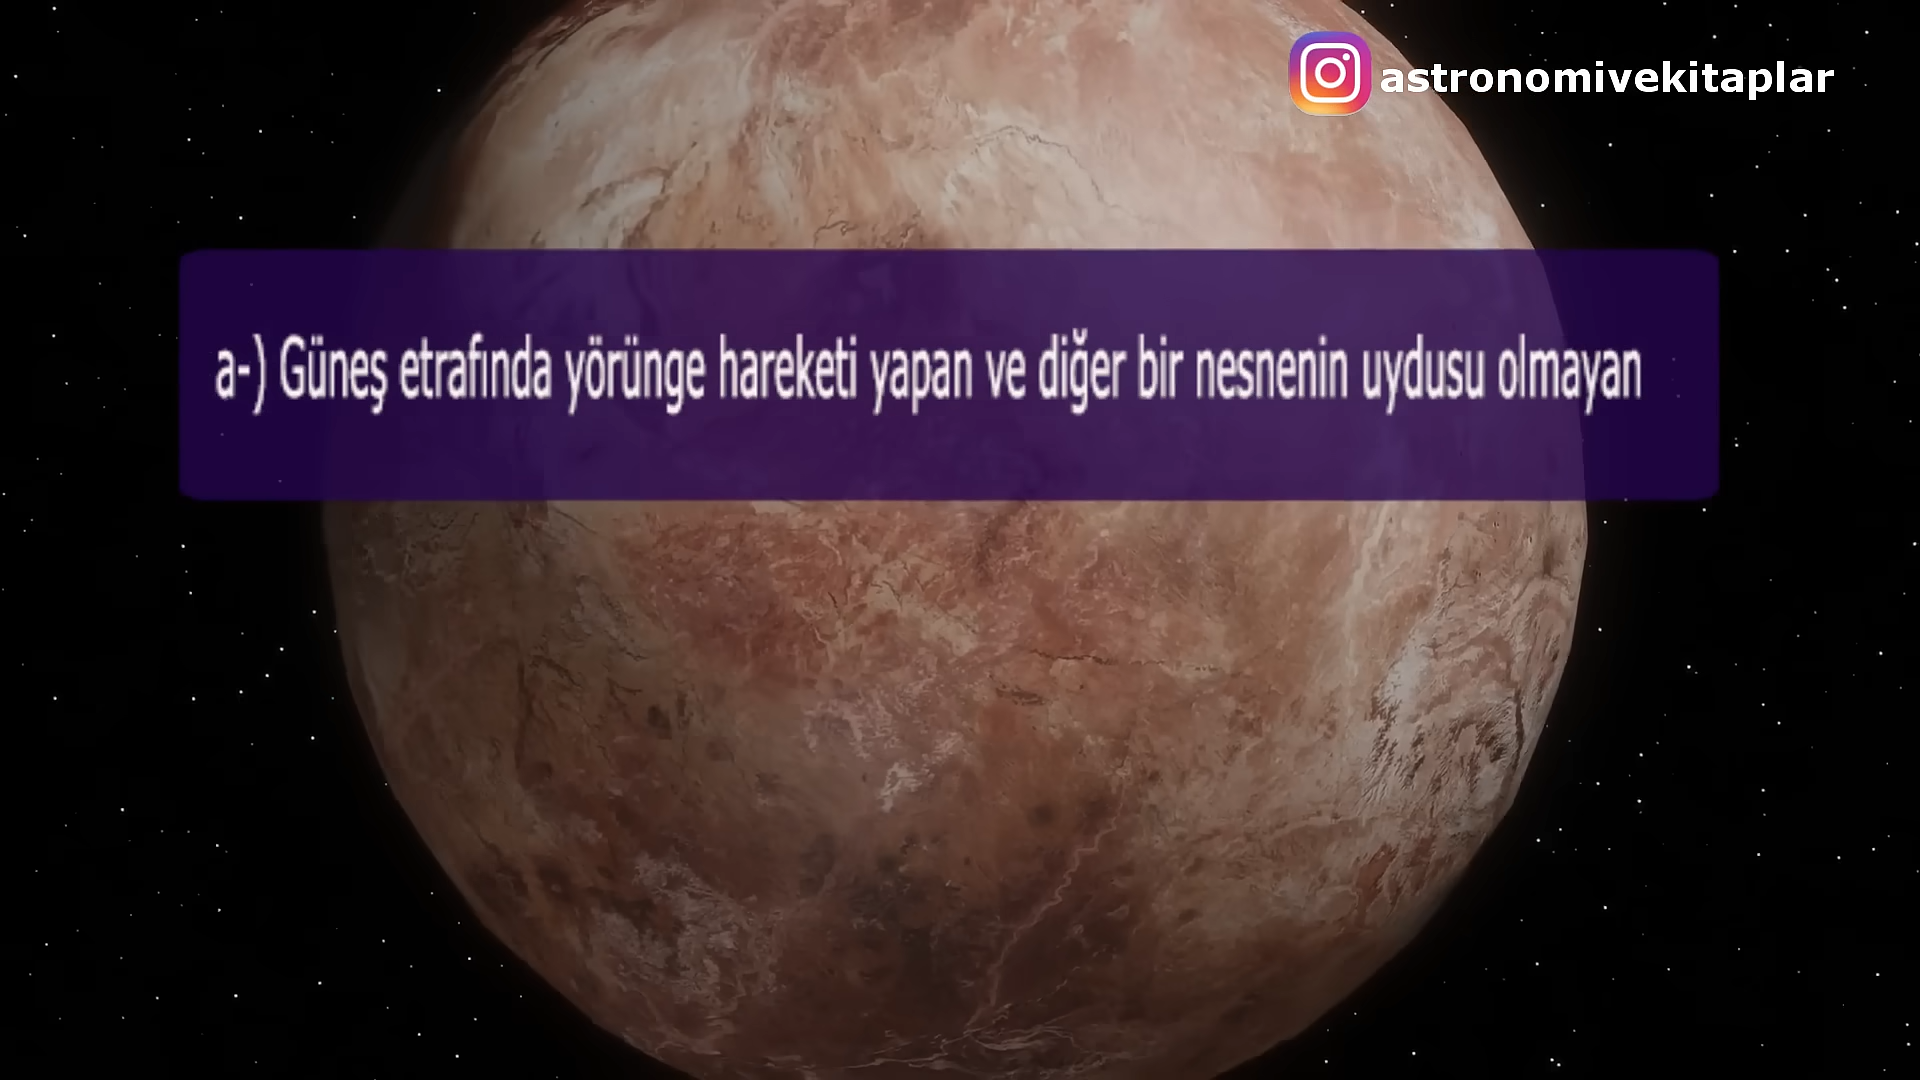 astronomivekitaplar
a-) Güneş etrafında yörünge hareketi yapan ve diğer bir nesnenin uydusu olmayan